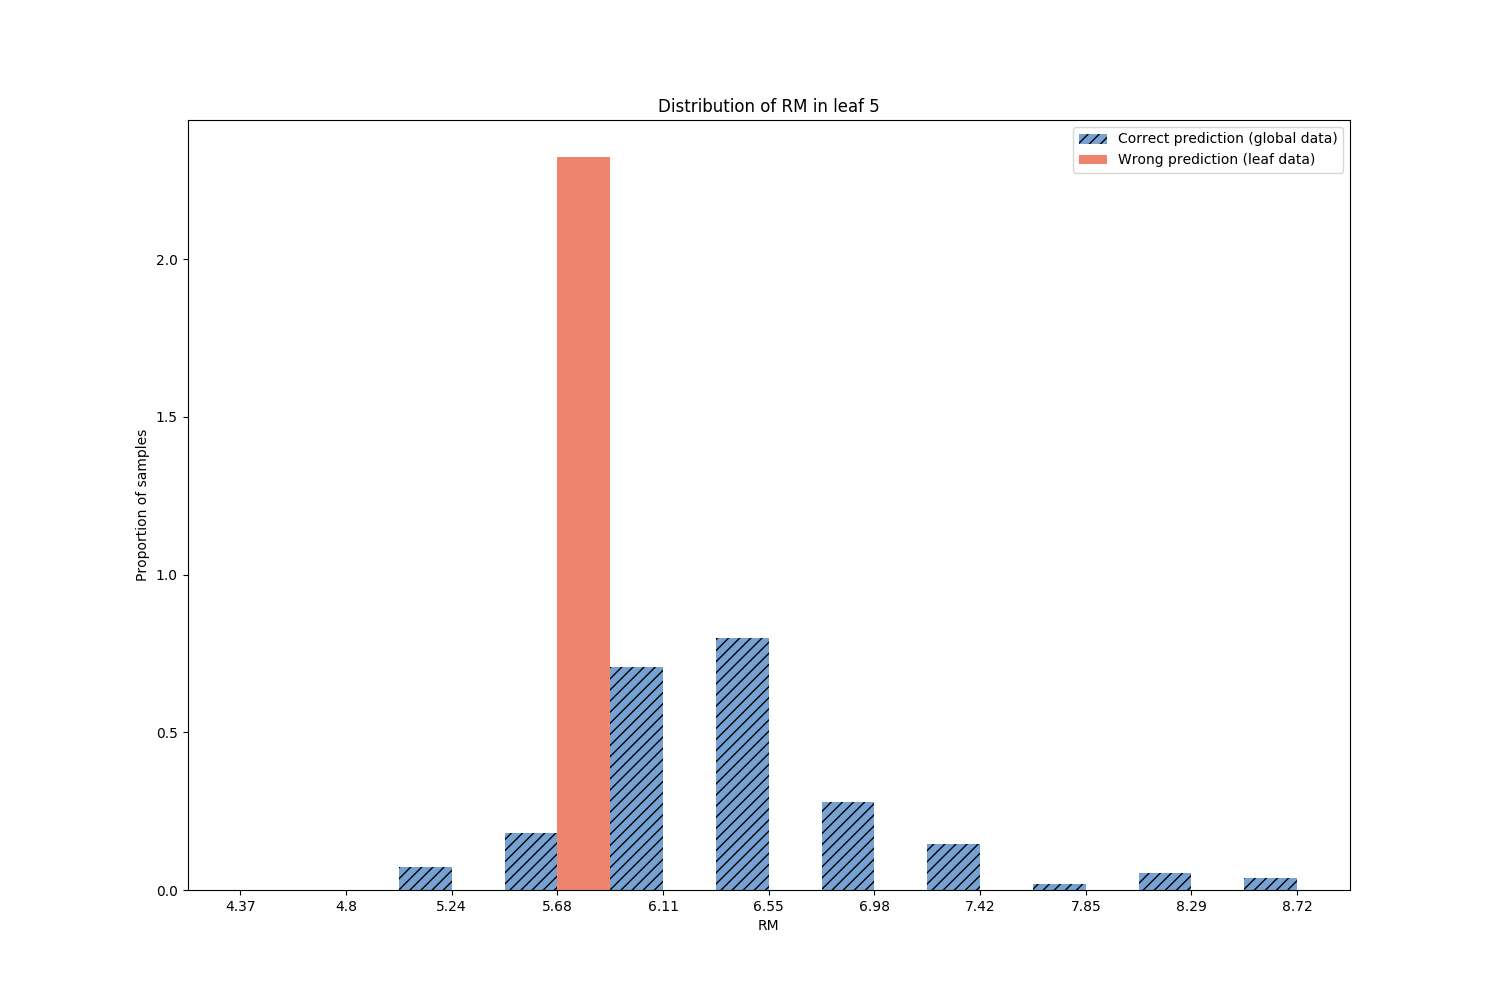 Distribution of RM in leaf 5
Correct prediction (global data)
Wrong prediction (leaf data)
Proportion of samples
2.0
1.5
1.0
0.5
0.0
4.37 4.8 5.24 5.68 6.11 6.55 6.98 7.42 7.85 8.29 8.72
RM